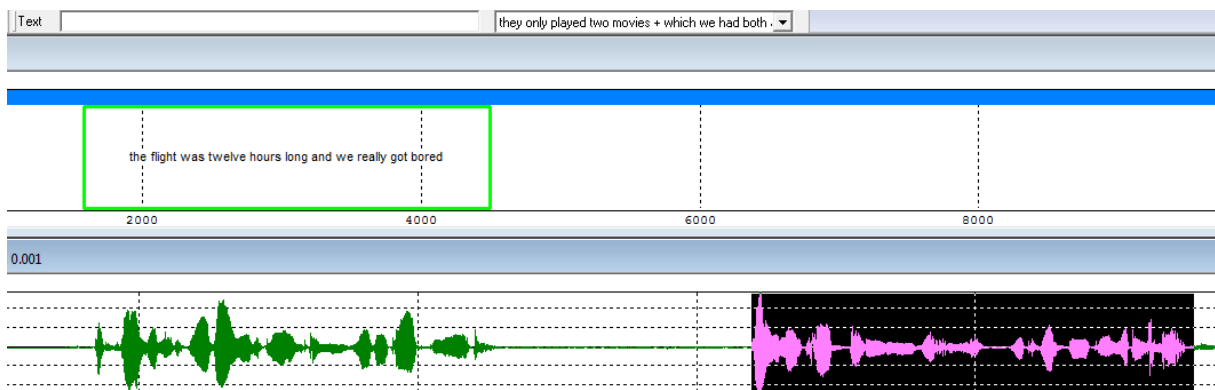 Text they only played two movies + which we had both
the flight was twelve hours long and we really got bored
2000 4000 6000 8000
0.001